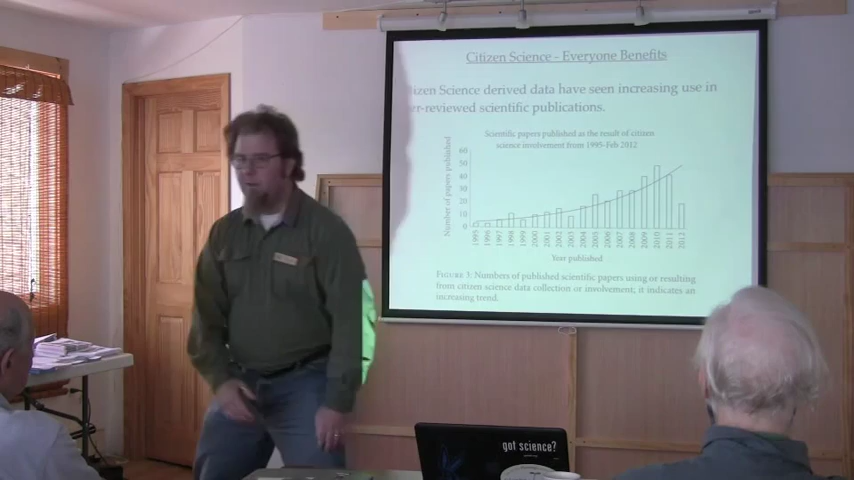 Citizen Science - Everyone Benefits
izen Science derived data have seen increasing use in
er-reviewed scientific publications.
Scientific papers published as the result of citizen
science involvement from 1995-Feb 2012
Number of papers published
60
50
40
30
20
10
0
1995 1996 1997 1998 1999 2000 2001 2002 2003 2004 2005 2006 2007 2008 2009 2010 2011 2012
Year published
FIGURE 3: Numbers of published scientific papers using or resulting
from citizen science data collection or involvement; it indicates an
increasing trend.
got science?